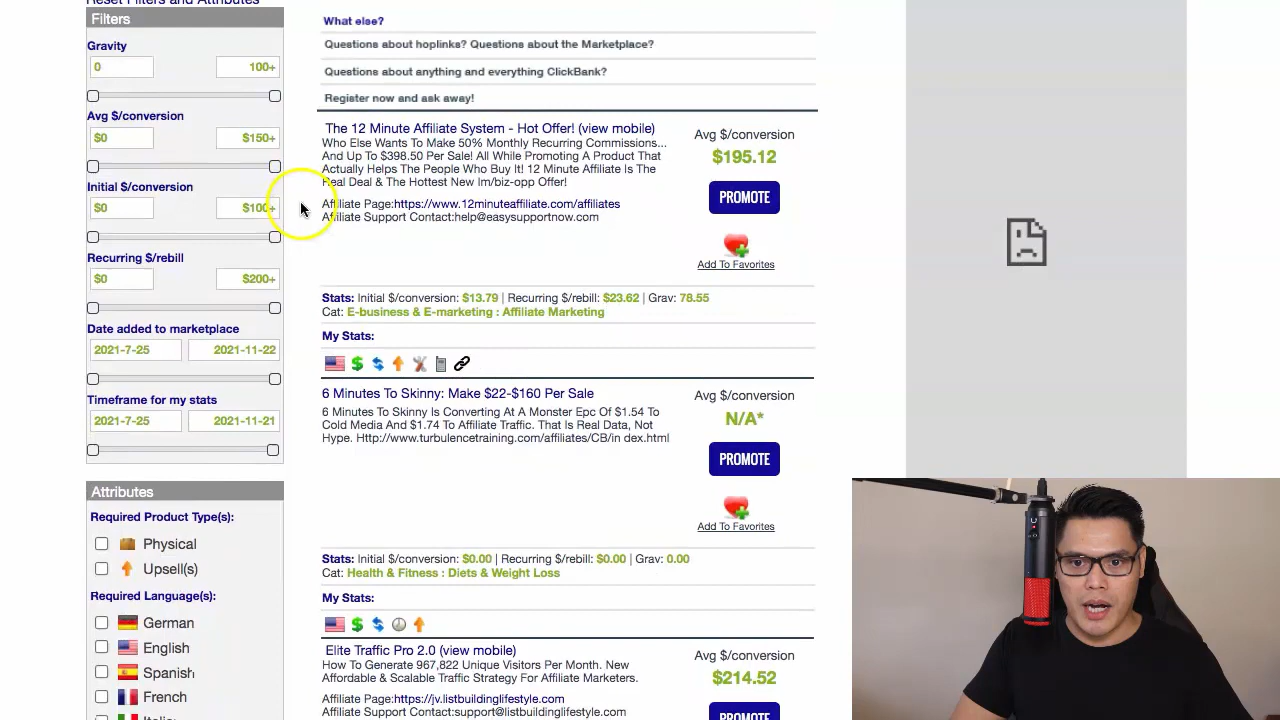 Reset Filters and Attributes
Filters
Gravity
0
100+
Avg $/conversion
$0
$150+
Initial $/conversion
$0
$100+
Recurring $/rebill
$0
$200+
Date added to marketplace
2021-7-25
2021-11-22
Timeframe for my stats
2021-7-25
2021-11-21
Attributes
Required Product Type(s):
Physical
Upsell(s)
Required Language(s):
German
English
Spanish
French
Italian
What else?
Questions about hoplinks? Questions about the Marketplace?
Questions about anything and everything ClickBank?
Register now and ask away!
The 12 Minute Affiliate System - Hot Offer! (view mobile)
Who Else Wants To Make 50% Monthly Recurring Commissions...
And Up To $398.50 Per Sale! All While Promoting A Product That
Actually Helps The People Who Buy It! 12 Minute Affiliate Is The
Real Deal & The Hottest New Im/biz-opp Offer!
Affiliate Page:https://www.12minuteaffiliate.com/affiliates
Affiliate Support Contact:help@easysupportnow.com
Avg $/conversion
$195.12
PROMOTE
Add To Favorites
Stats: Initial $/conversion: $13.79 | Recurring $/rebill: $23.62 | Grav: 78.55
Cat: E-business & E-marketing : Affiliate Marketing
My Stats:
6 Minutes To Skinny: Make $22-$160 Per Sale
6 Minutes To Skinny Is Converting At A Monster Epc Of $1.54 To
Cold Media And $1.74 To Affiliate Traffic. That Is Real Data, Not
Hype. Http://www.turbulencetraining.com/affiliates/CB/in dex.html
Avg $/conversion
N/A*
PROMOTE
Add To Favorites
Stats: Initial $/conversion: $0.00 | Recurring $/rebill: $0.00 | Grav: 0.00
Cat: Health & Fitness : Diets & Weight Loss
My Stats:
Elite Traffic Pro 2.0 (view mobile)
How To Generate 967,822 Unique Visitors Per Month. New
Affordable & Scalable Traffic Strategy For Affiliate Marketers.
Affiliate Page:https://jv.listbuildinglifestyle.com
Affiliate Support Contact:support@listbuildinglifestyle.com
Avg $/conversion
$214.52
PROMOTE